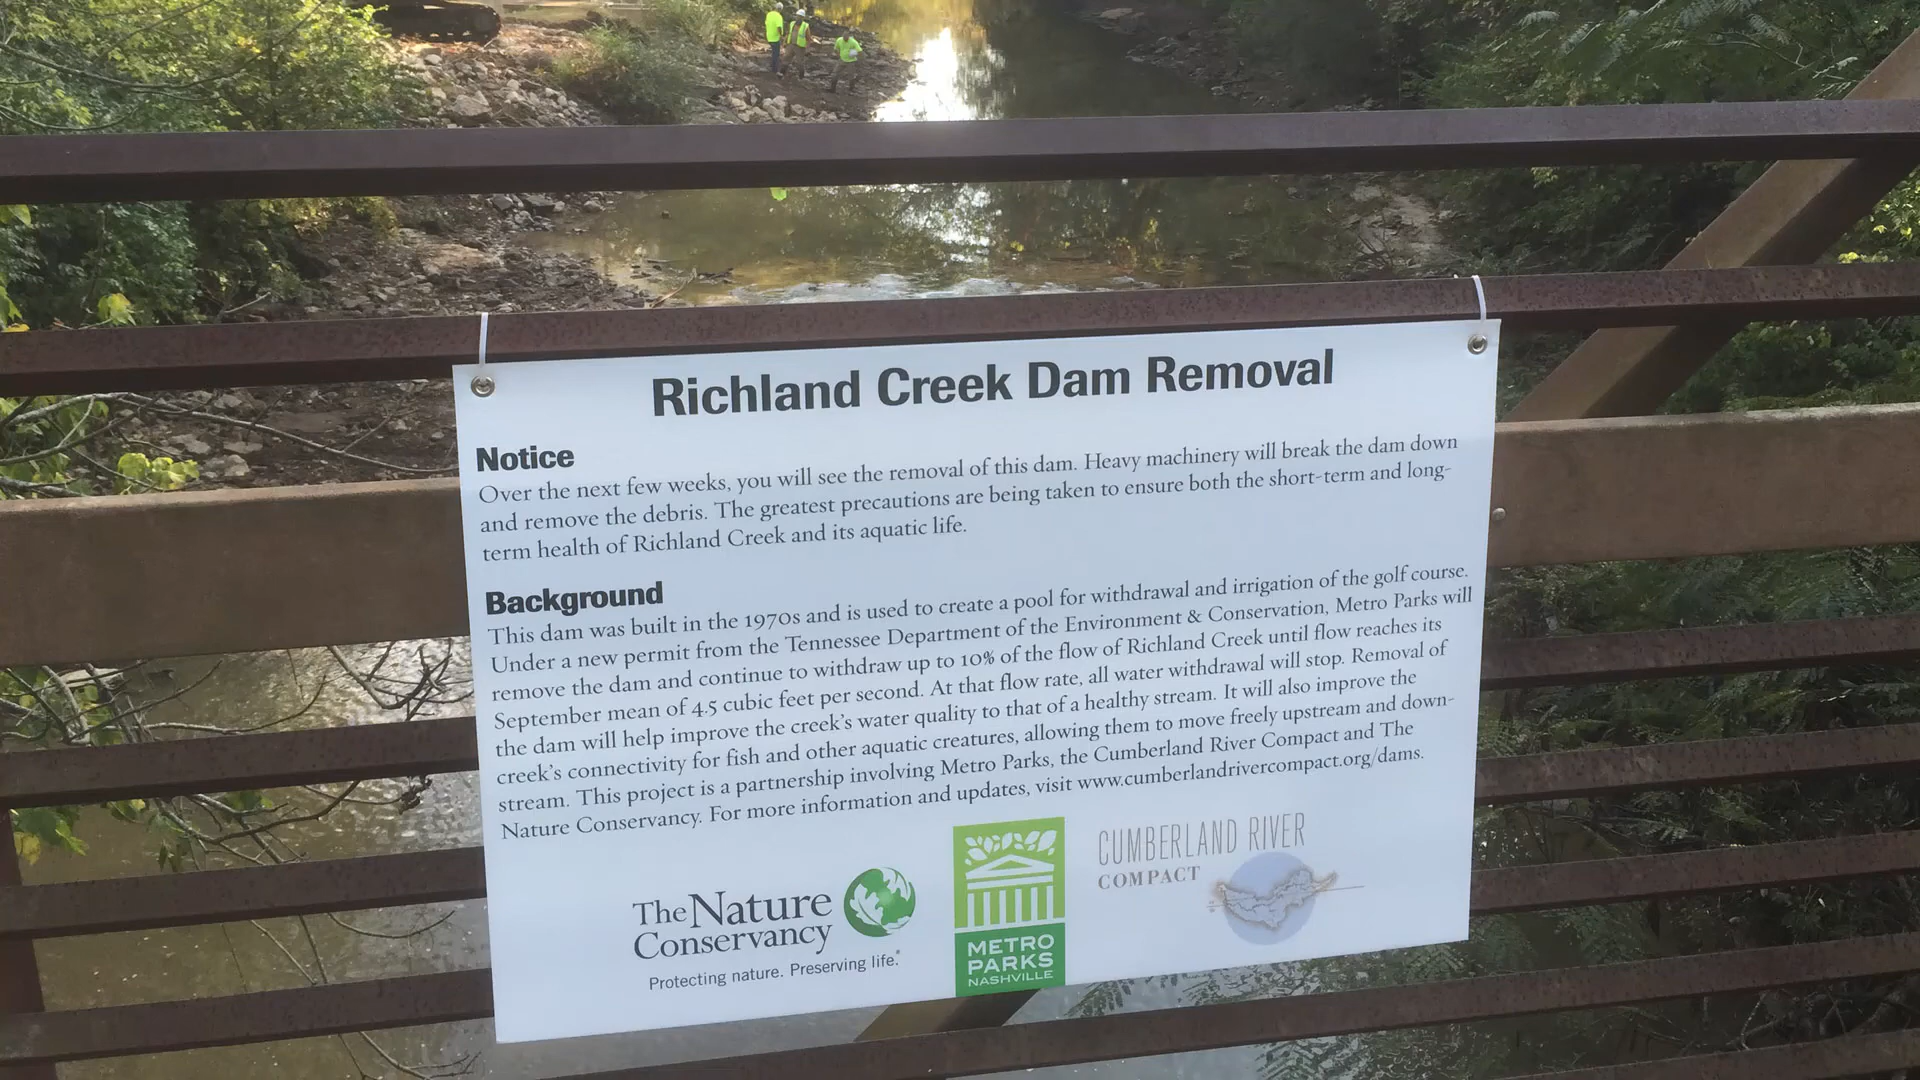 Richland Creek Dam Removal
Notice
Over the next few weeks, you will see the removal of this dam. Heavy machinery will break the dam down
and remove the debris. The greatest precautions are being taken to ensure both the short-term and long-
term health of Richland Creek and its aquatic life.
Background
This dam was built in the 1970s and is used to create a pool for withdrawal and irrigation of the golf course.
Under a new permit from the Tennessee Department of the Environment & Conservation, Metro Parks will
remove the dam and continue to withdraw up to 10% of the flow of Richland Creek until flow reaches its
September mean of 4.5 cubic feet per second. At that flow rate, all water withdrawal will stop. Removal of
the dam will help improve the creek's water quality to that of a healthy stream. It will also improve the
creek's connectivity for fish and other aquatic creatures, allowing them to move freely upstream and down-
stream. This project is a partnership involving Metro Parks, the Cumberland River Compact and The
Nature Conservancy. For more information and updates, visit www.cumberlandrivercompact.org/dams.
The Nature
Conservancy
Protecting nature. Preserving life.®
METRO
PARKS
NASHVILLE
CUMBERLAND RIVER
COMPACT